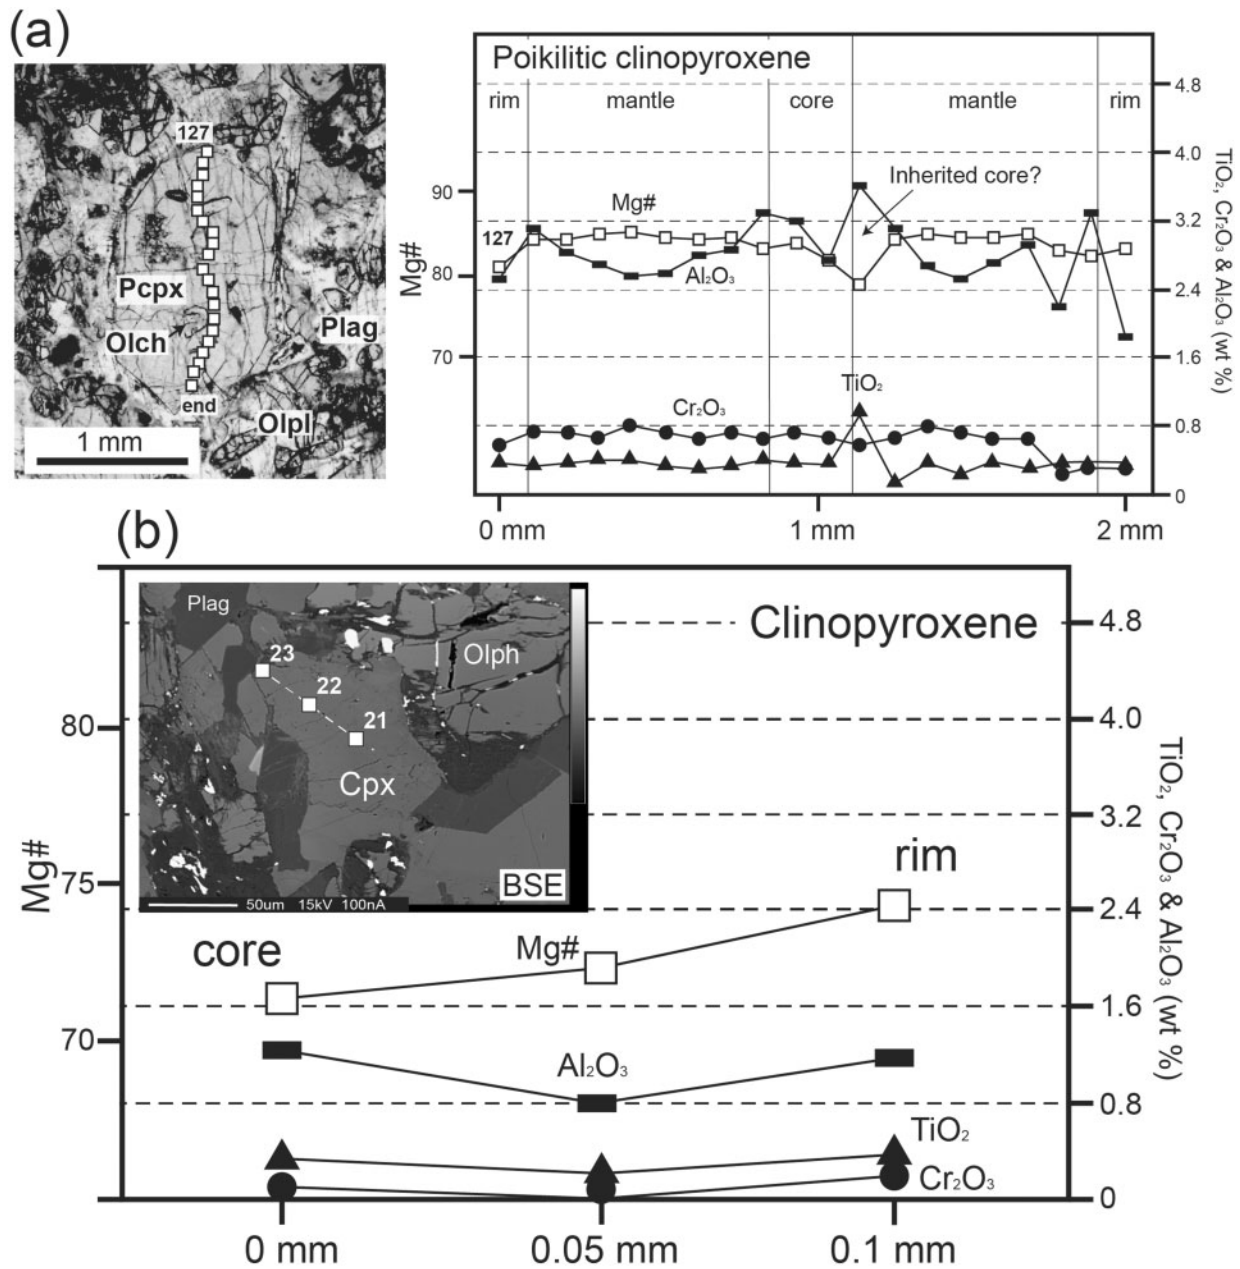 (a)
127
Pcpx
Olch
Plag
Olpl
end
1 mm
Poikilitic clinopyroxene
rim
mantle
core
mantle
rim
Inherited core?
Mg#
127
Al₂O₃
TiO₂
Cr₂O₃
Mg#
90
80
70
4.8
4.0
3.2
2.4
1.6
0.8
0
TiO₂, Cr₂O₃ & Al₂O₃ (wt %)
0 mm
1 mm
2 mm
(b)
Plag
23
22
21
Olph
Cpx
BSE
50um 15kV 100nA
Clinopyroxene
core
rim
Mg#
Al₂O₃
TiO₂
Cr₂O₃
Mg#
80
75
70
4.8
4.0
3.2
2.4
1.6
0.8
0
TiO₂, Cr₂O₃ & Al₂O₃ (wt %)
0 mm
0.05 mm
0.1 mm